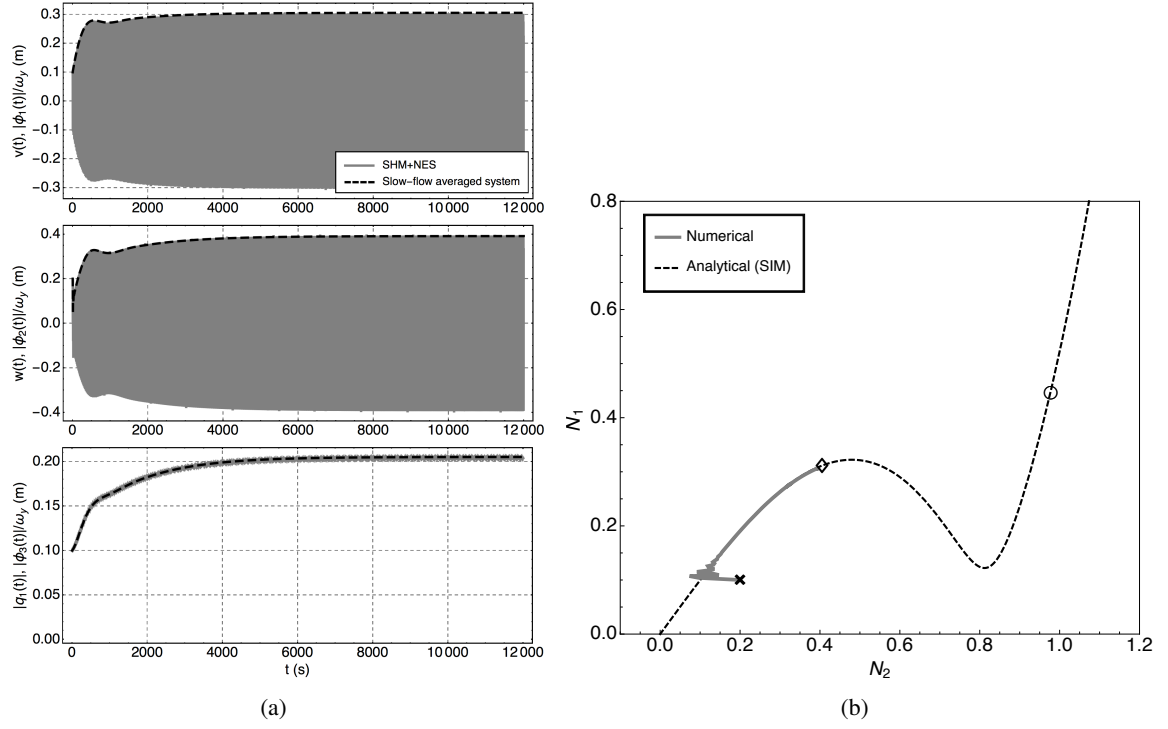 v(t), |ϕ₁(t)|/ω_y (m)
0.3
0.2
0.1
0.0
−0.1
−0.2
−0.3
SHM+NES
Slow−flow averaged system
0 2000 4000 6000 8000 10 000 12 000
w(t), |ϕ₂(t)|/ω_y (m)
0.4
0.2
0.0
−0.2
−0.4
0 2000 4000 6000 8000 10 000 12 000
|q₁(t)|, |ϕ₃(t)|/ω_y (m)
0.20
0.15
0.10
0.05
0.00
0 2000 4000 6000 8000 10 000 12 000
t (s)
(a)
N₁
0.8
0.6
0.4
0.2
0.0
Numerical
Analytical (SIM)
0.0 0.2 0.4 0.6 0.8 1.0 1.2
N₂
(b)